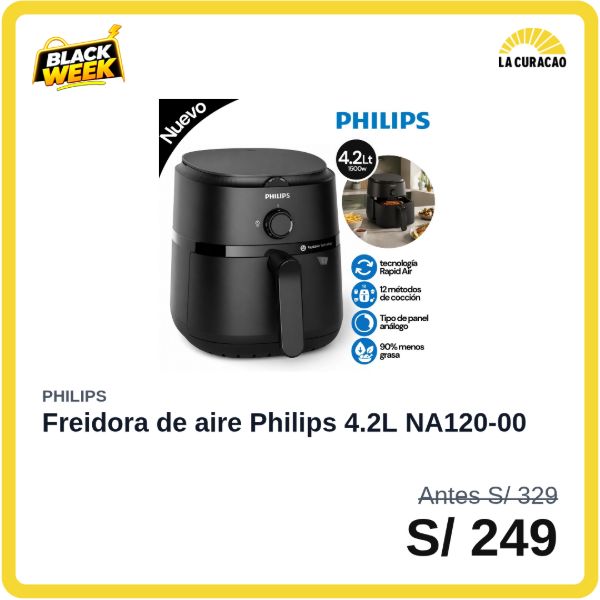 BLACK
WEEK
LA CURACAO
Nuevo
PHILIPS
4.2Lt
1500w
PHILIPS
tecnología
Rapid Air
12 métodos
de cocción
Tipo de panel
análogo
90% menos
grasa
PHILIPS
Freidora de aire Philips 4.2L NA120-00
Antes S/ 329
S/ 249